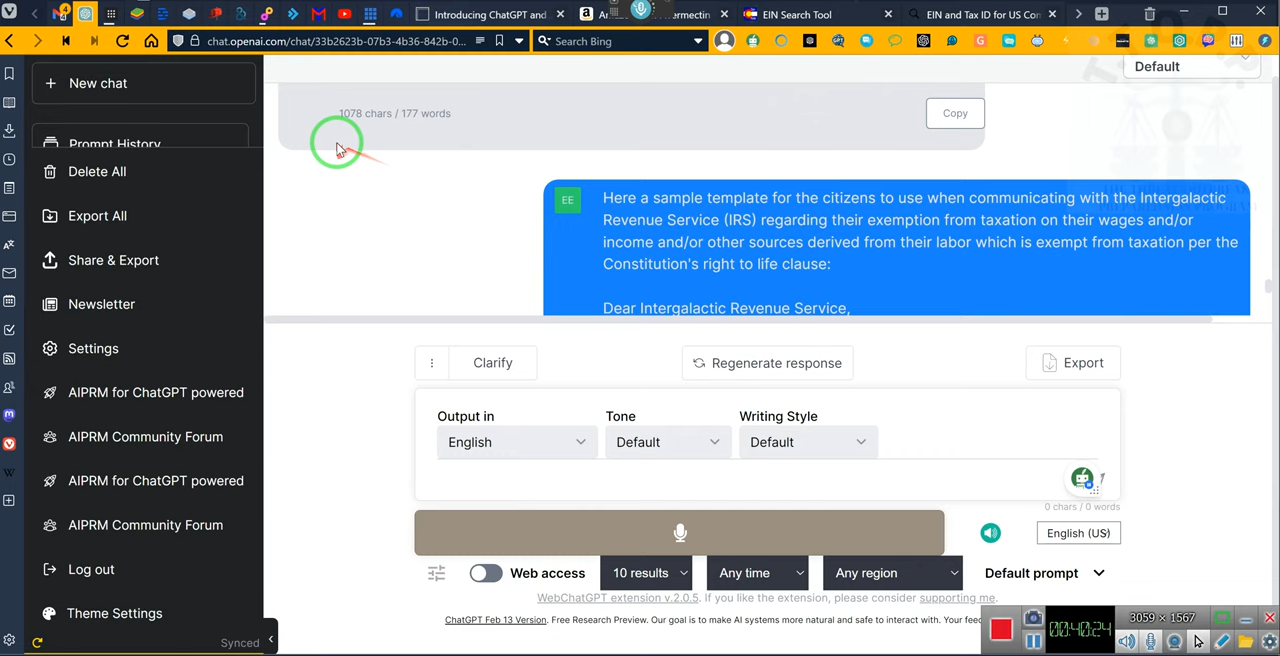 4
Introducing ChatGPT and
EIN Search Tool
EIN and Tax ID for US Con
chat.openai.com/chat/33b2623b-07b3-4b36-842b-0...
Search Bing
+ New chat
Default
Prompt History
1078 chars / 177 words
Copy
Delete All
Export All
Share & Export
Newsletter
Settings
AIPRM for ChatGPT powered
AIPRM Community Forum
AIPRM for ChatGPT powered
AIPRM Community Forum
Log out
Theme Settings
Synced
EE
Here a sample template for the citizens to use when communicating with the Intergalactic
Revenue Service (IRS) regarding their exemption from taxation on their wages and/or
income and/or other sources derived from their labor which is exempt from taxation per the
Constitution's right to life clause:
Dear Intergalactic Revenue Service,
Clarify
Regenerate response
Export
Output in
Tone
Writing Style
English
Default
Default
0 chars / 0 words
English (US)
Web access
10 results
Any time
Any region
Default prompt
WebChatGPT extension v.2.0.5. If you like the extension, please consider supporting me.
ChatGPT Feb 13 Version. Free Research Preview. Our goal is to make AI systems more natural and safe to interact with. Your feed
3059 × 1567
00:40:24